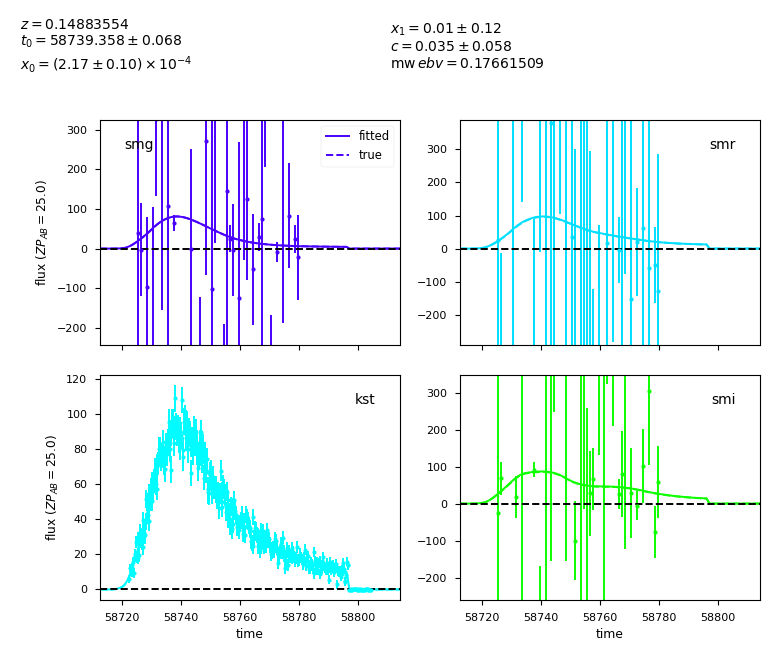 z = 0.14883554
t₀ = 58739.358 ± 0.068
x₀ = (2.17 ± 0.10) × 10⁻⁴
x₁ = 0.01 ± 0.12
c = 0.035 ± 0.058
mw ebv = 0.17661509
smg
fitted
true
300
200
100
0
−100
−200
flux (ZP_AB = 25.0)
smr
300
200
100
0
−100
−200
kst
120
100
80
60
40
20
0
flux (ZP_AB = 25.0)
58720 58740 58760 58780 58800
time
smi
300
200
100
0
−100
−200
58720 58740 58760 58780 58800
time